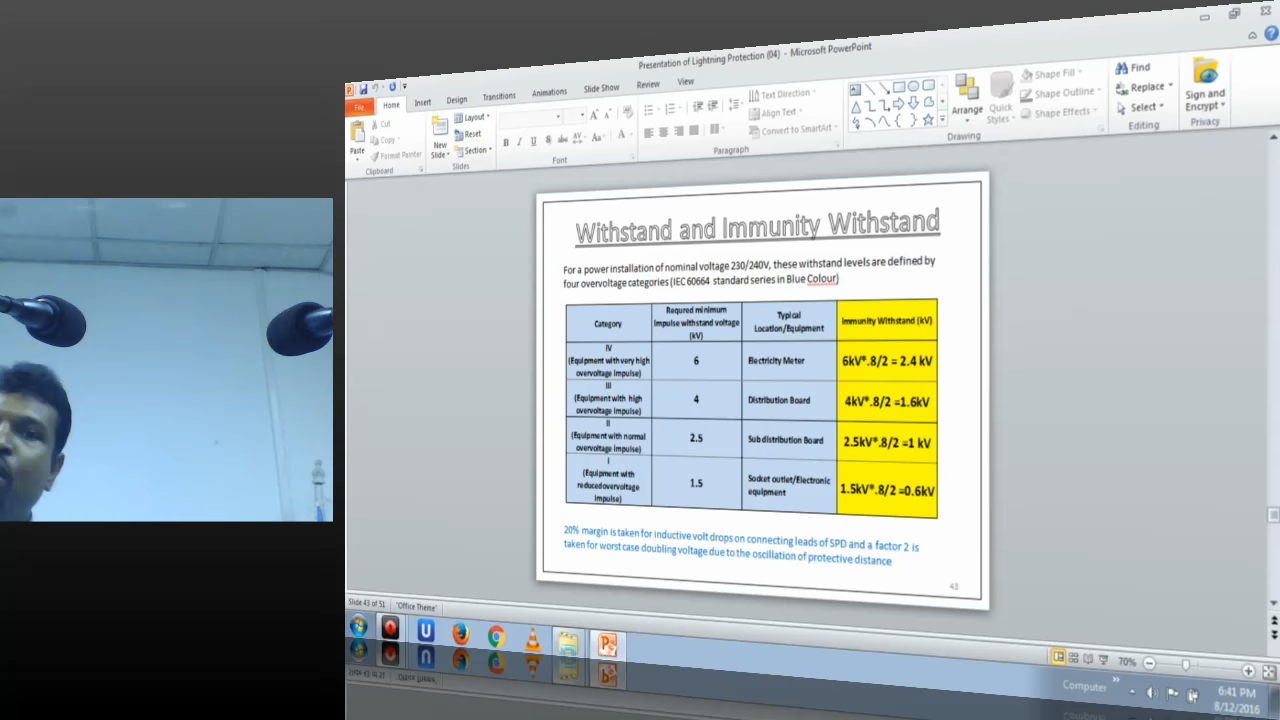 Presentation of Lightning Protection (04) - Microsoft PowerPoint
File Home Insert Design Transitions Animations Slide Show Review View
Cut
Copy
Format Painter
Paste
Clipboard
New
Slide
Layout
Reset
Section
Slides
B I U S abc AV Aa A
Font
Text Direction
Align Text
Convert to SmartArt
Paragraph
Arrange
Quick
Styles
Shape Fill
Shape Outline
Shape Effects
Drawing
Find
Replace
Select
Editing
Sign and
Encrypt
Privacy
Withstand and Immunity Withstand
For a power installation of nominal voltage 230/240V, these withstand levels are defined by
four overvoltage categories (IEC 60664 standard series in Blue Colour)
Category
Requred minimum
impulse withstand voltage
(kV)
Typical
Location/Equipment
Immunity Withstand (kV)
IV
(Equipment with very high
overvoltage impulse)
6
Electricity Meter
6kV*.8/2 = 2.4 kV
III
(Equipment with high
overvoltage impulse)
4
Distribution Board
4kV*.8/2 =1.6kV
II
(Equipment with normal
overvoltage impulse)
2.5
Sub distribution Board
2.5kV*.8/2 =1 kV
I
(Equipment with
reducedovervoltage
impulse)
1.5
Socket outlet/Electronic
equipment
1.5kV*.8/2 =0.6kV
20% margin is taken for inductive volt drops on connecting leads of SPD and a factor 2 is
taken for worst case doubling voltage due to the oscillation of protective distance
43
Slide 43 of 51 "Office Theme"
70%
Computer
6:41 PM
8/12/2016